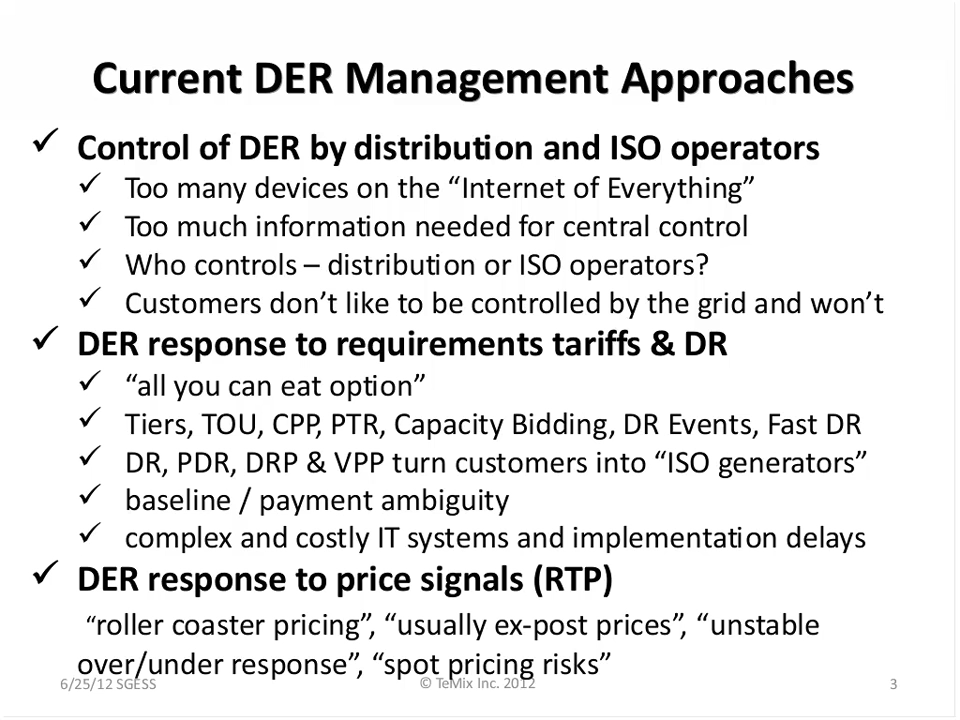 Current DER Management Approaches
✓ Control of DER by distribution and ISO operators
✓ Too many devices on the “Internet of Everything”
✓ Too much information needed for central control
✓ Who controls – distribution or ISO operators?
✓ Customers don’t like to be controlled by the grid and won’t
✓ DER response to requirements tariffs & DR
✓ “all you can eat option”
✓ Tiers, TOU, CPP, PTR, Capacity Bidding, DR Events, Fast DR
✓ DR, PDR, DRP & VPP turn customers into “ISO generators”
✓ baseline / payment ambiguity
✓ complex and costly IT systems and implementation delays
✓ DER response to price signals (RTP)
“roller coaster pricing”, “usually ex-post prices”, “unstable
over/under response”, “spot pricing risks”
6/25/12 SGESS © TeMix Inc. 2012 3